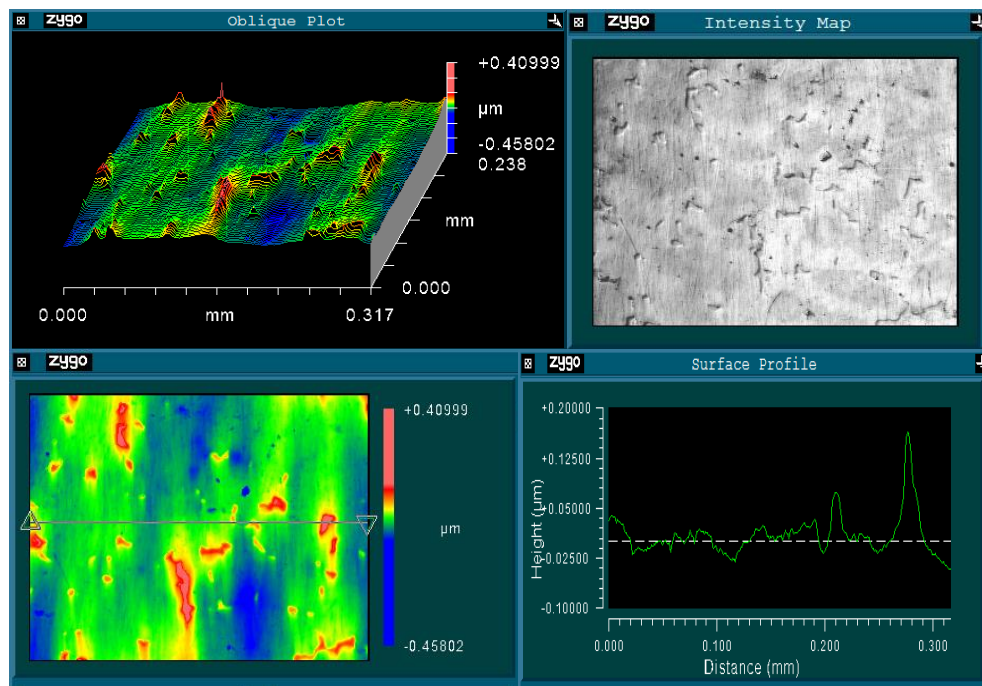 zygo Oblique Plot
+0.40999
µm
-0.45802
0.238
mm
0.000
0.000 mm 0.317
zygo Intensity Map
zygo
+0.40999
µm
-0.45802
zygo Surface Profile
+0.20000
+0.12500
+0.05000
-0.02500
-0.10000
Height (µm)
0.000 0.100 0.200 0.300
Distance (mm)